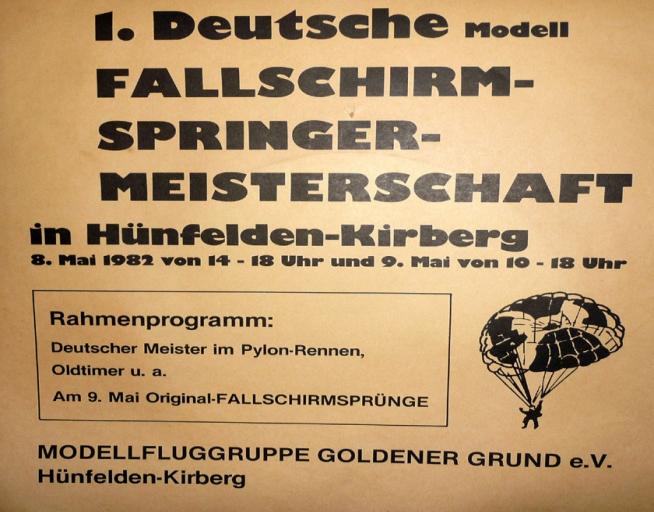 1. Deutsche Modell
FALLSCHIRM-
SPRINGER-
MEISTERSCHAFT
in Hünfelden-Kirberg
8. Mai 1982 von 14 - 18 Uhr und 9. Mai von 10 - 18 Uhr
Rahmenprogramm:
Deutscher Meister im Pylon-Rennen,
Oldtimer u. a.
Am 9. Mai Original-FALLSCHIRMSPRÜNGE
MODELLFLUGGRUPPE GOLDENER GRUND e.V.
Hünfelden-Kirberg